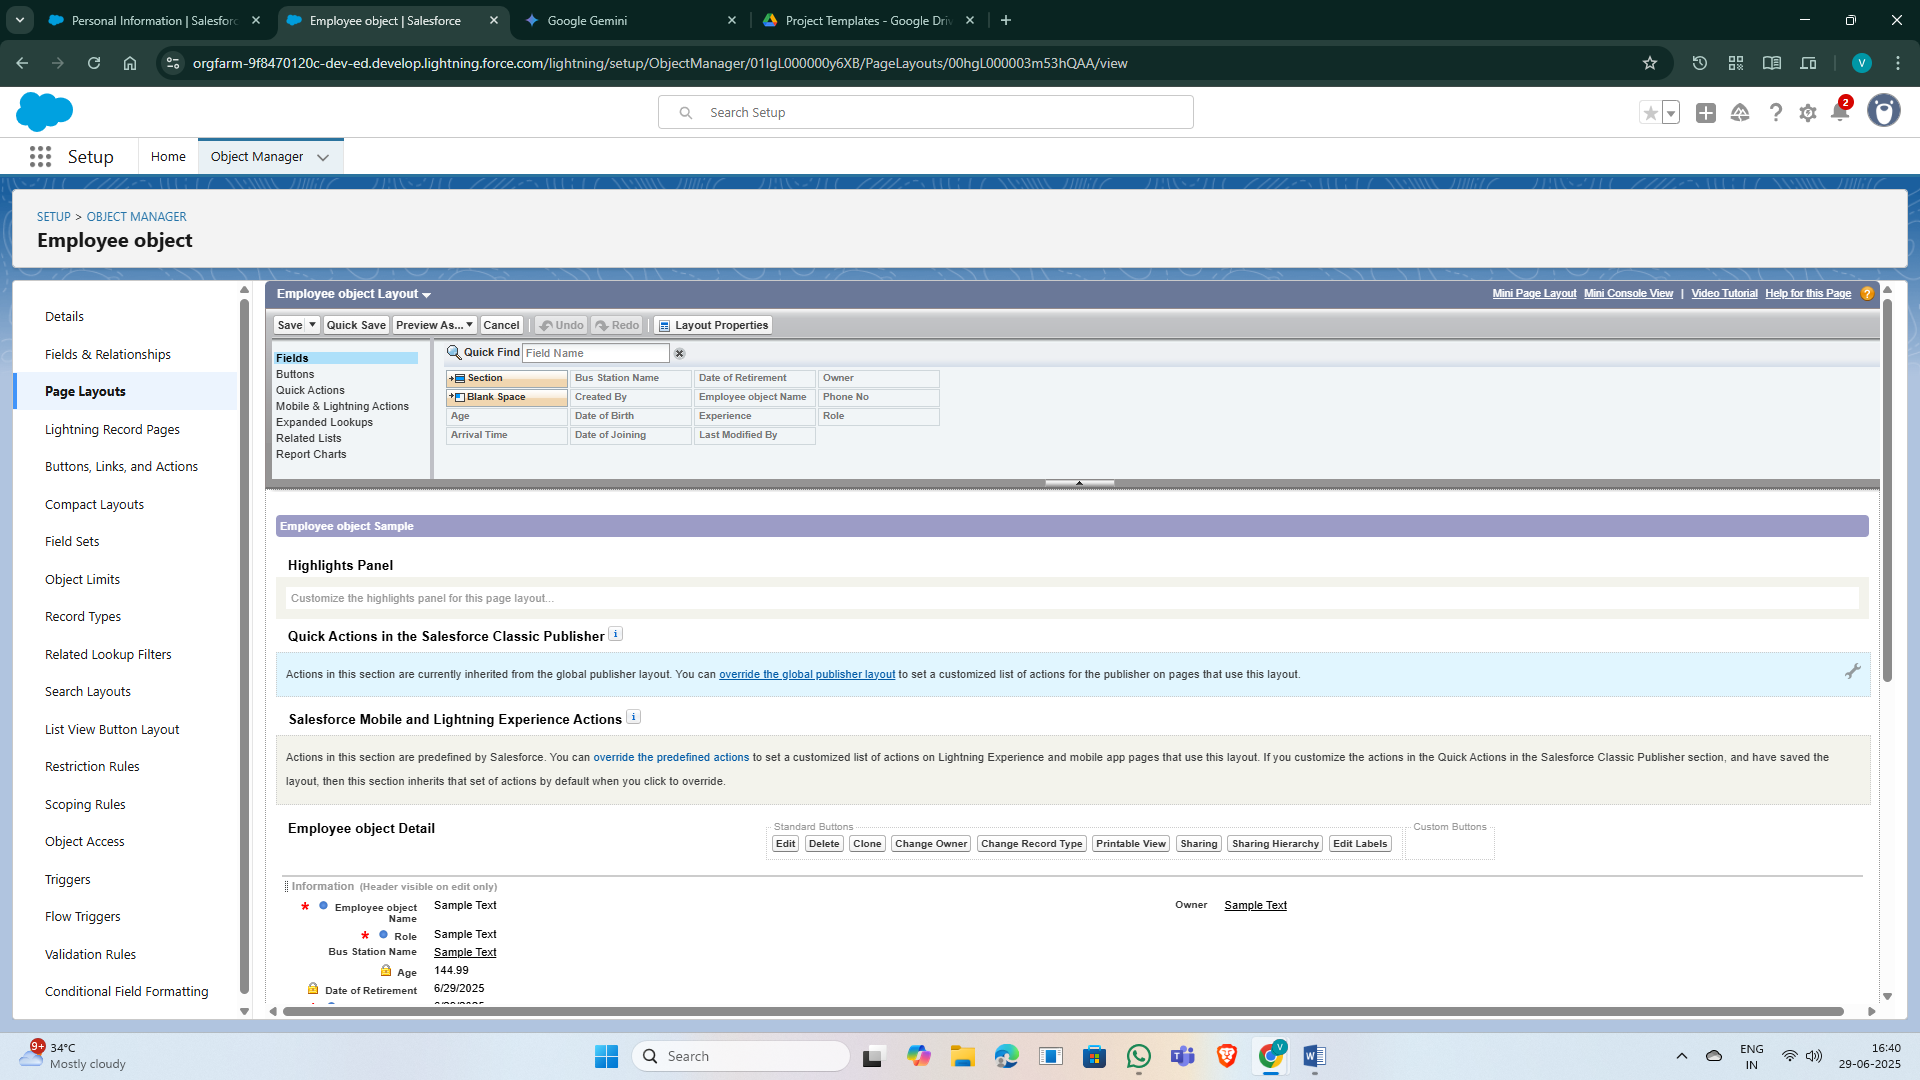 Personal Information | Salesforc
Employee object | Salesforce
Google Gemini
Project Templates - Google Driv
orgfarm-9f8470120c-dev-ed.develop.lightning.force.com/lightning/setup/ObjectManager/01IgL000000y6XB/PageLayouts/00hgL000003m53hQAA/view
V
Search Setup
2
Setup
Home
Object Manager
SETUP > OBJECT MANAGER
Employee object
Details
Fields & Relationships
Page Layouts
Lightning Record Pages
Buttons, Links, and Actions
Compact Layouts
Field Sets
Object Limits
Record Types
Related Lookup Filters
Search Layouts
List View Button Layout
Restriction Rules
Scoping Rules
Object Access
Triggers
Flow Triggers
Validation Rules
Conditional Field Formatting
Employee object Layout
Mini Page Layout Mini Console View | Video Tutorial Help for this Page ?
Save Quick Save Preview As... Cancel Undo Redo Layout Properties
Fields
Buttons
Quick Actions
Mobile & Lightning Actions
Expanded Lookups
Related Lists
Report Charts
Quick Find Field Name
Section Bus Station Name Date of Retirement Owner
Blank Space Created By Employee object Name Phone No
Age Date of Birth Experience Role
Arrival Time Date of Joining Last Modified By
Employee object Sample
Highlights Panel
Customize the highlights panel for this page layout...
Quick Actions in the Salesforce Classic Publisher i
Actions in this section are currently inherited from the global publisher layout. You can override the global publisher layout to set a customized list of actions for the publisher on pages that use this layout.
Salesforce Mobile and Lightning Experience Actions i
Actions in this section are predefined by Salesforce. You can override the predefined actions to set a customized list of actions on Lightning Experience and mobile app pages that use this layout. If you customize the actions in the Quick Actions in the Salesforce Classic Publisher section, and have saved the
layout, then this section inherits that set of actions by default when you click to override.
Employee object Detail
Standard Buttons
Edit Delete Clone Change Owner Change Record Type Printable View Sharing Sharing Hierarchy Edit Labels
Custom Buttons
Information (Header visible on edit only)
* Employee object Name Sample Text
Owner Sample Text
* Role Sample Text
Bus Station Name Sample Text
Age 144.99
Date of Retirement 6/29/2025
9+
34°C
Mostly cloudy
Search
V
ENG
IN
16:40
29-06-2025